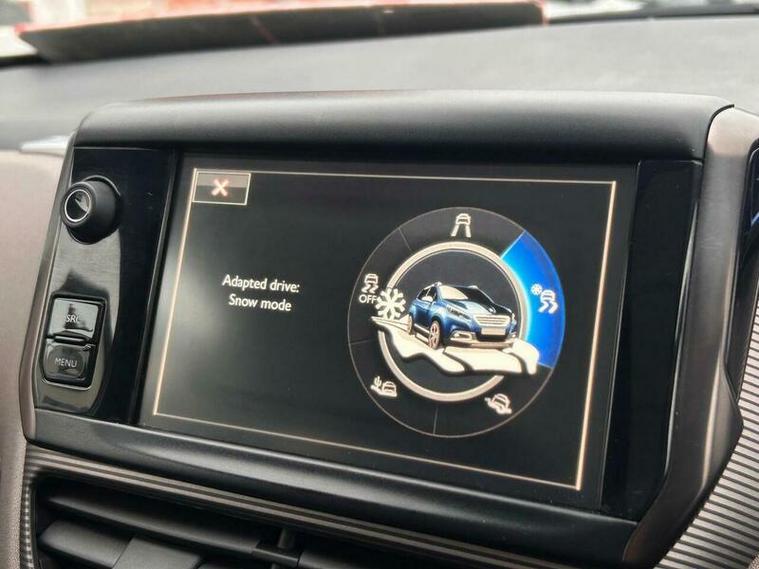 Adapted drive:
Snow mode
OFF
SRC
MENU